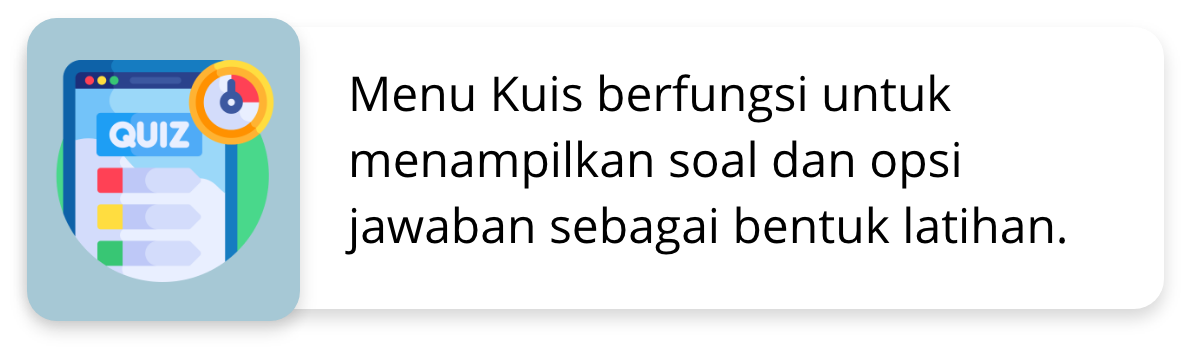 QUIZ
Menu Kuis berfungsi untuk
menampilkan soal dan opsi
jawaban sebagai bentuk latihan.